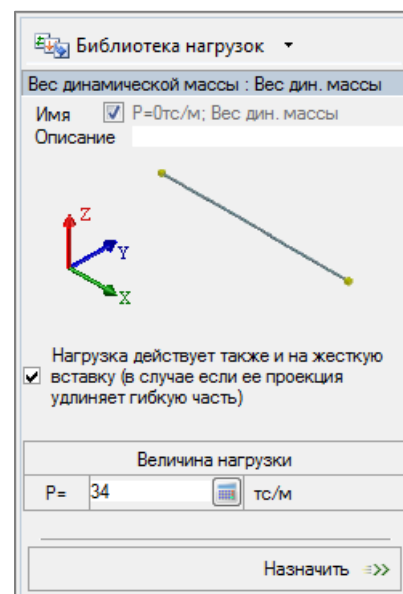 Библиотека нагрузок
Вес динамической массы : Вес дин. массы
Имя P=0тс/м; Вес дин. массы
Описание
Z
Y
X
Нагрузка действует также и на жесткую
вставку (в случае если ее проекция
удлиняет гибкую часть)
Величина нагрузки
P= 34 тс/м
Назначить